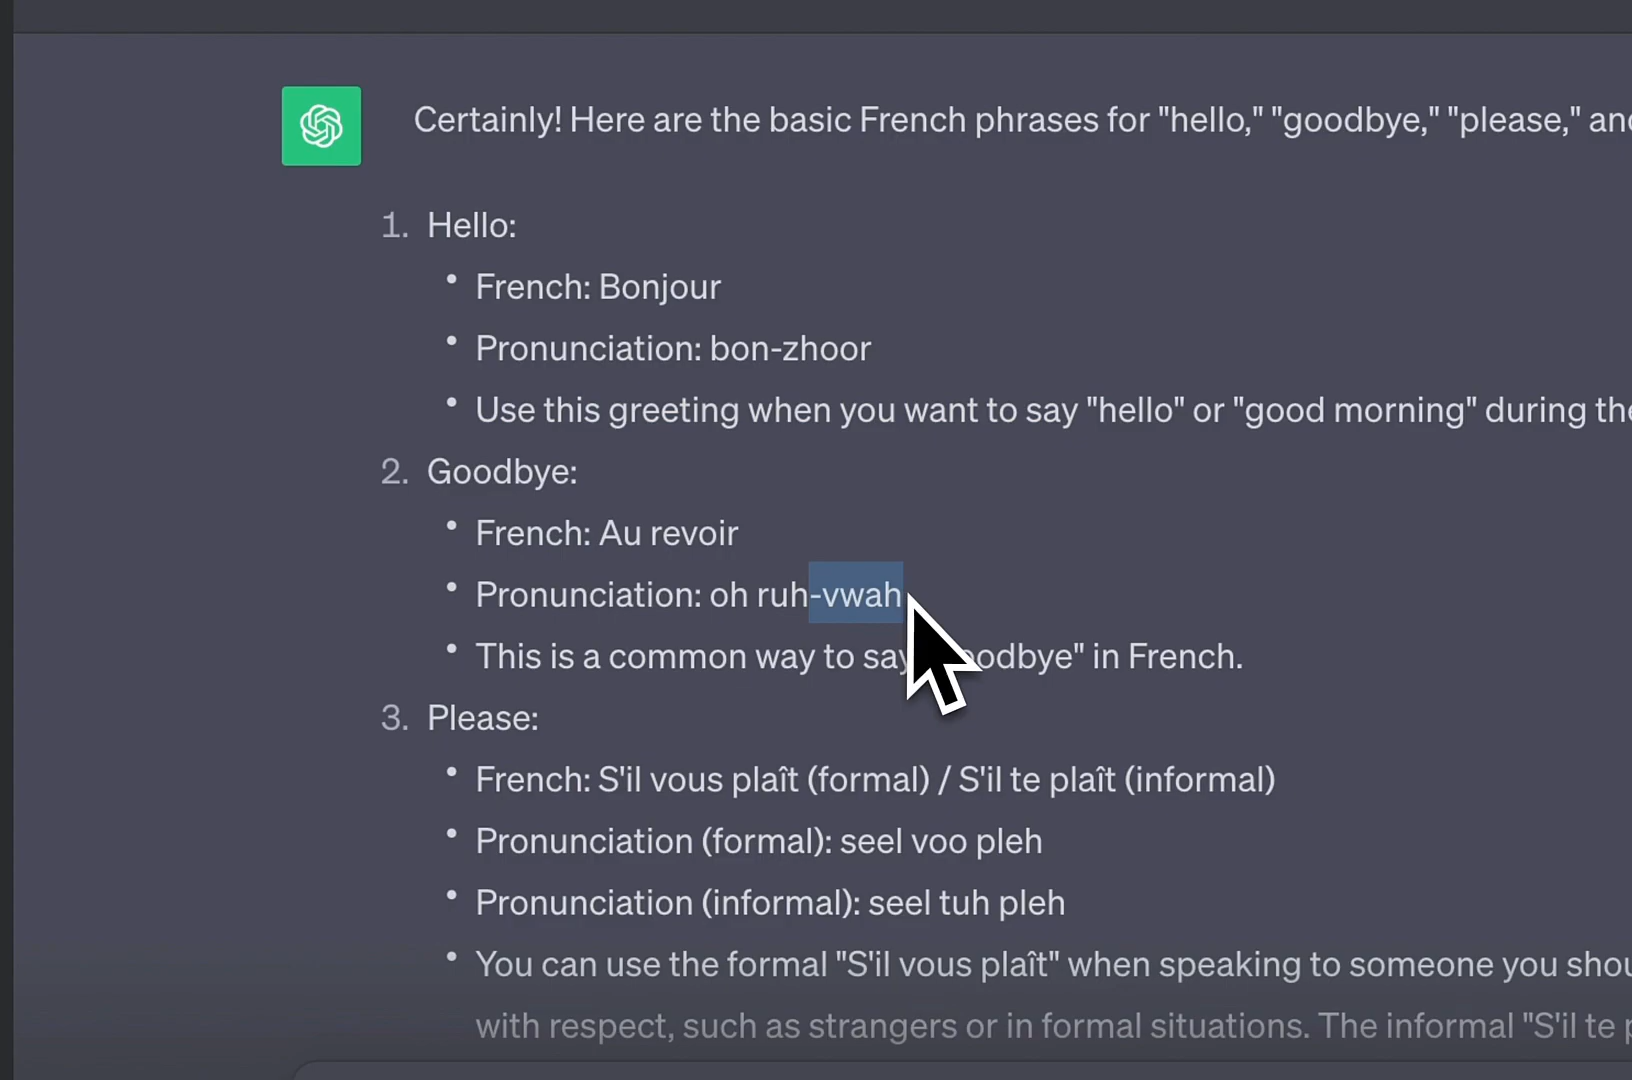 Certainly! Here are the basic French phrases for "hello," "goodbye," "please,"
1. Hello:
• French: Bonjour
• Pronunciation: bon-zhoor
• Use this greeting when you want to say "hello" or "good morning" during
2. Goodbye:
• French: Au revoir
• Pronunciation: oh ruh-vwah
• This is a common way to say oodbye" in French.
3. Please:
• French: S'il vous plaît (formal) / S'il te plaît (informal)
• Pronunciation (formal): seel voo pleh
• Pronunciation (informal): seel tuh pleh
• You can use the formal "S'il vous plaît" when speaking to someone you
with respect, such as strangers or in formal situations. The informal "S'il te